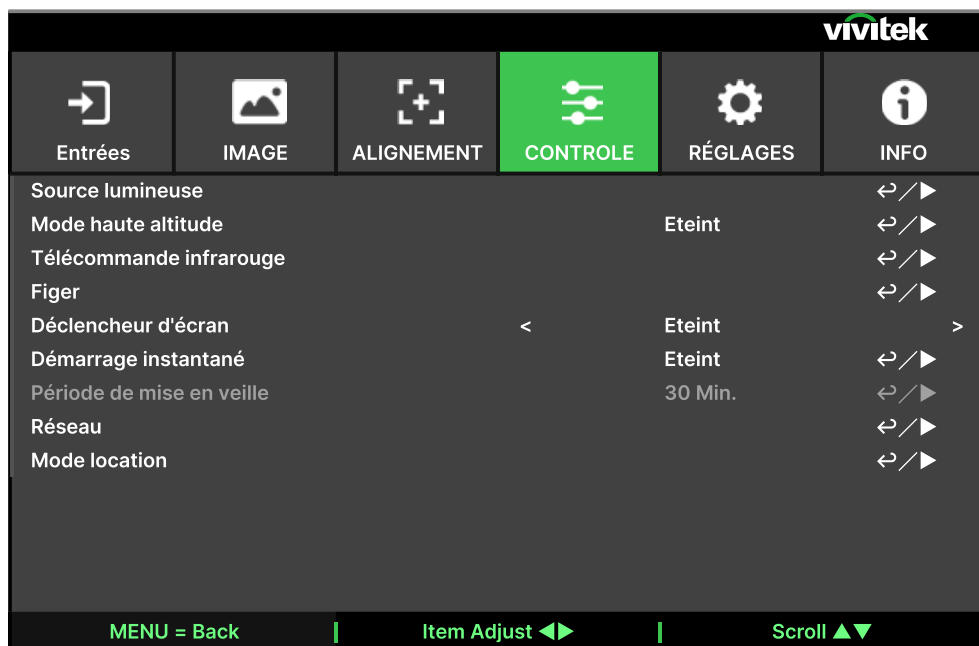 vivitek
Entrées IMAGE ALIGNEMENT CONTROLE RÉGLAGES INFO
Source lumineuse
Mode haute altitude Eteint
Télécommande infrarouge
Figer
Déclencheur d'écran < Eteint >
Démarrage instantané Eteint
Période de mise en veille 30 Min.
Réseau
Mode location
MENU = Back Item Adjust ◀▶ Scroll ▲▼